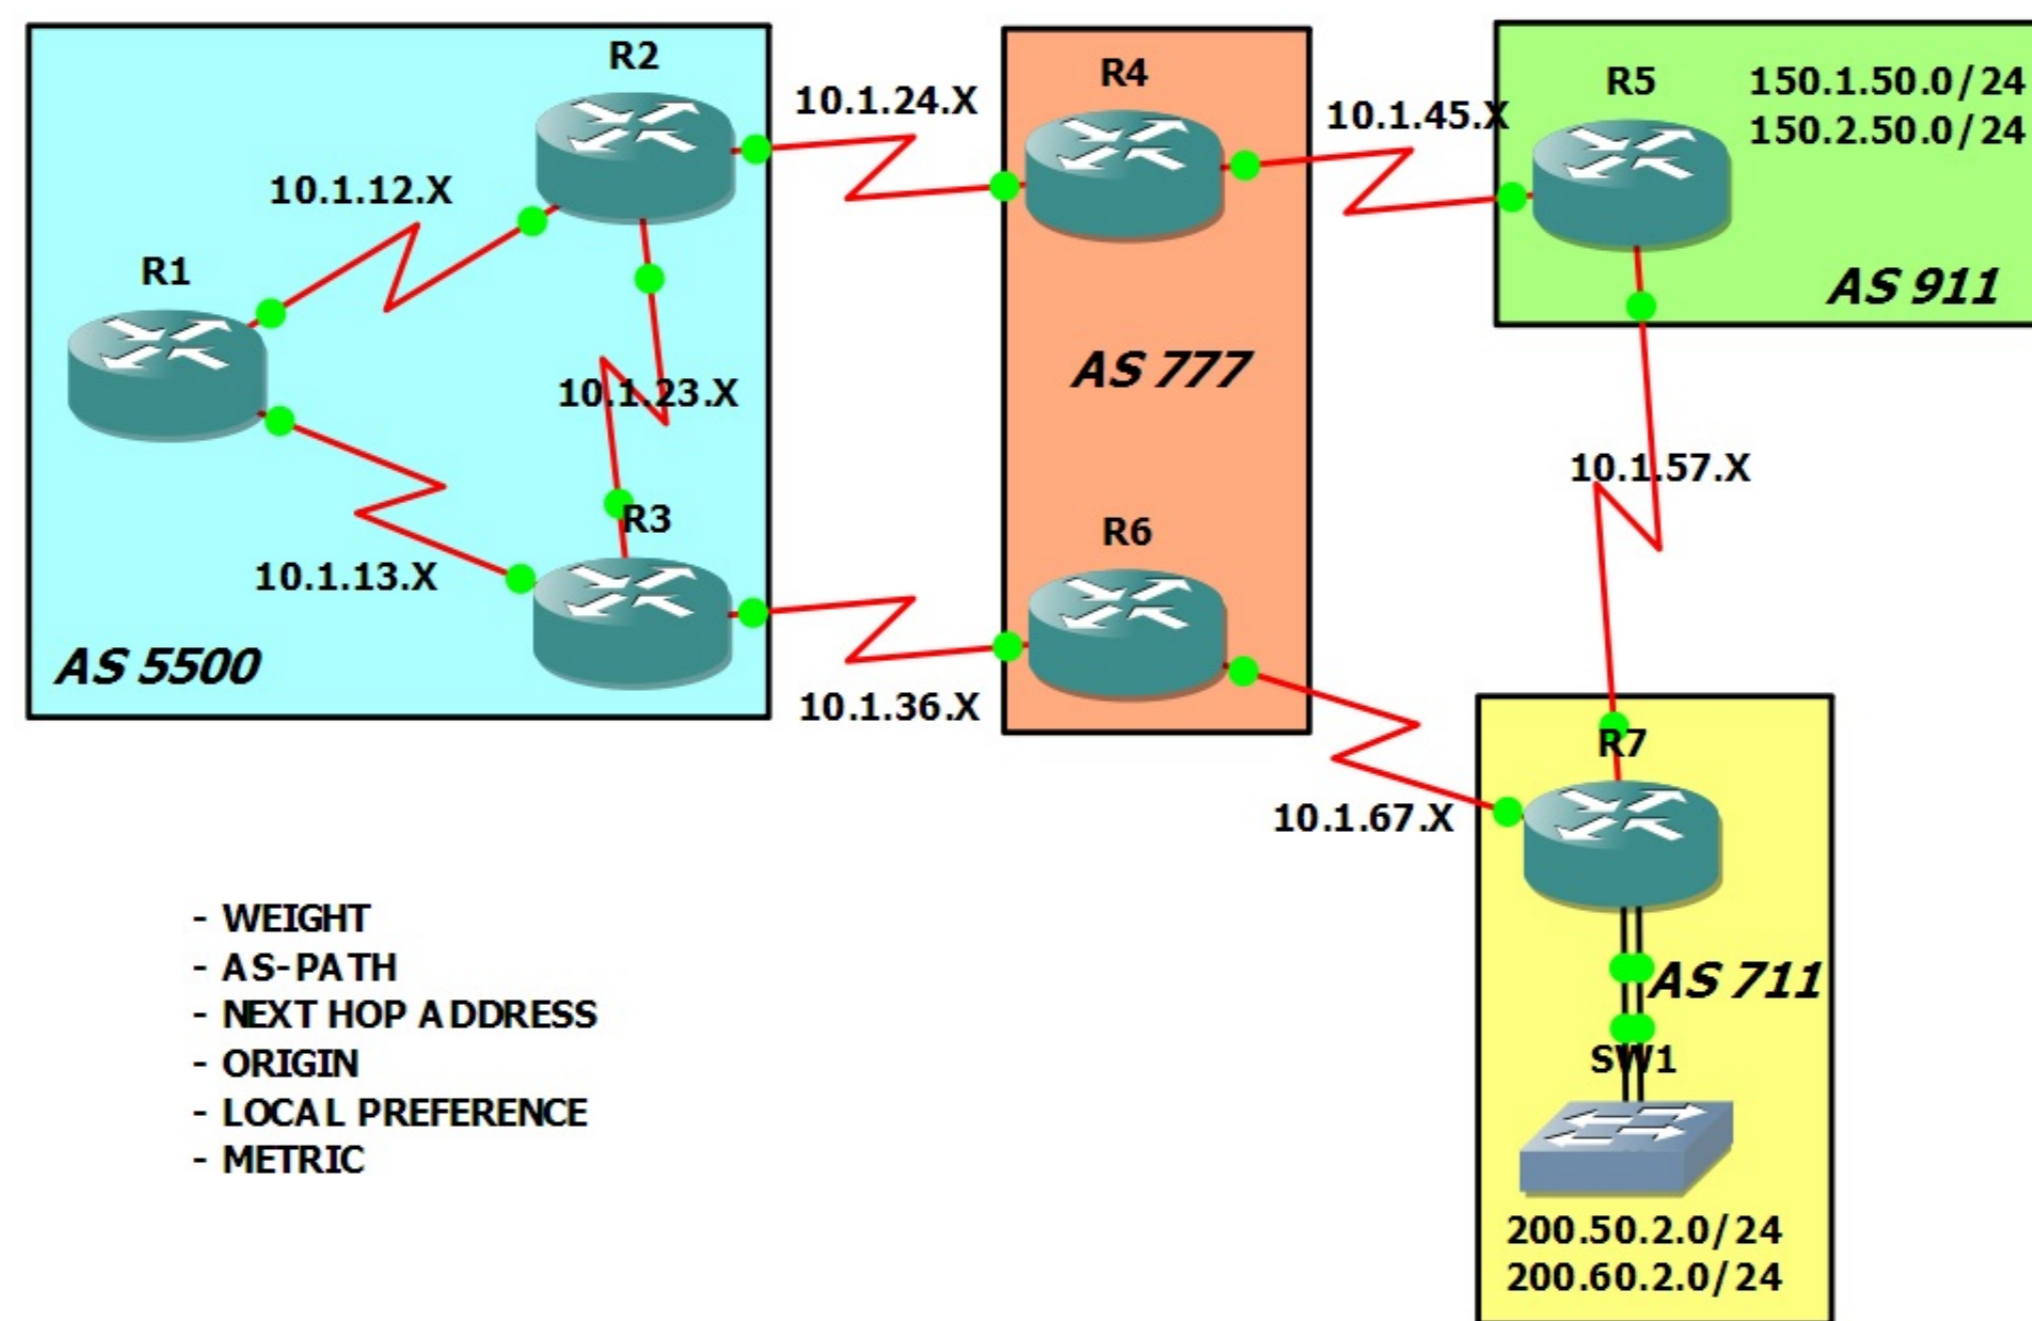 R2
R4
R5
150.1.50.0/24
150.2.50.0/24
10.1.24.X
10.1.45.X
10.1.12.X
R1
AS 911
AS 777
10.1.23.X
10.1.57.X
R3
R6
10.1.13.X
AS 5500
10.1.36.X
R7
10.1.67.X
- WEIGHT
- AS-PATH
- NEXT HOP ADDRESS
- ORIGIN
- LOCAL PREFERENCE
- METRIC
AS 711
SW1
200.50.2.0/24
200.60.2.0/24